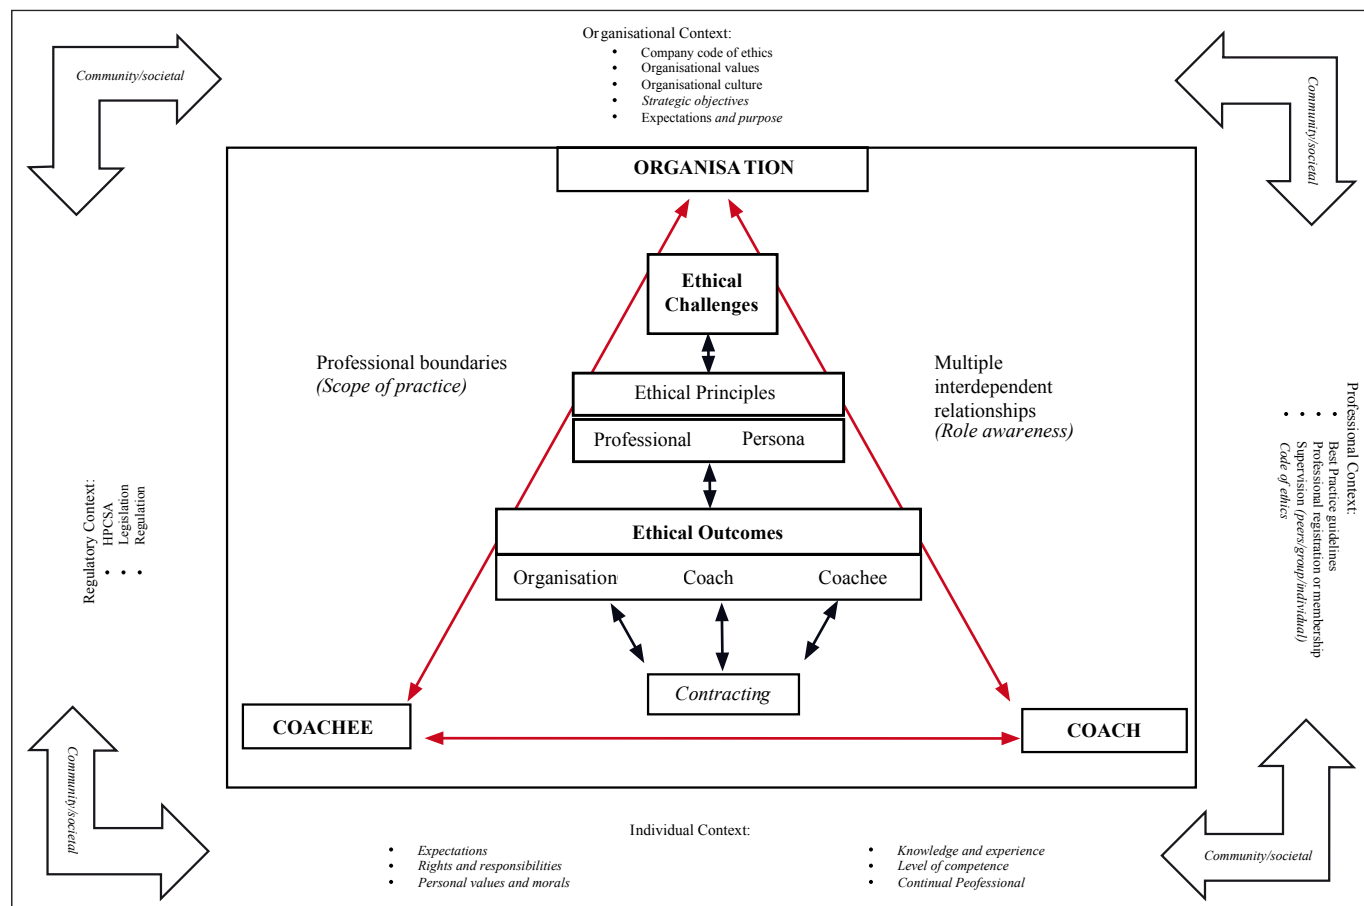 Organisational Context:
• Company code of ethics
• Organisational values
• Organisational culture
• Strategic objectives
• Expectations and purpose
Community/societal
Community/societal
ORGANISATION
Ethical
Challenges
Professional boundaries
(Scope of practice)
Multiple
interdependent
relationships
(Role awareness)
Ethical Principles
Professional Persona
Ethical Outcomes
Organisation Coach Coachee
Contracting
COACHEE
COACH
Regulatory Context:
• HPCSA
• Legislation
• Regulation
Professional Context:
• Best Practice guidelines
• Professional registration or membership
• Supervision (peers/group/individual)
• Code of ethics
Community/societal
Community/societal
Individual Context:
• Expectations
• Rights and responsibilities
• Personal values and morals
• Knowledge and experience
• Level of competence
• Continual Peofessional